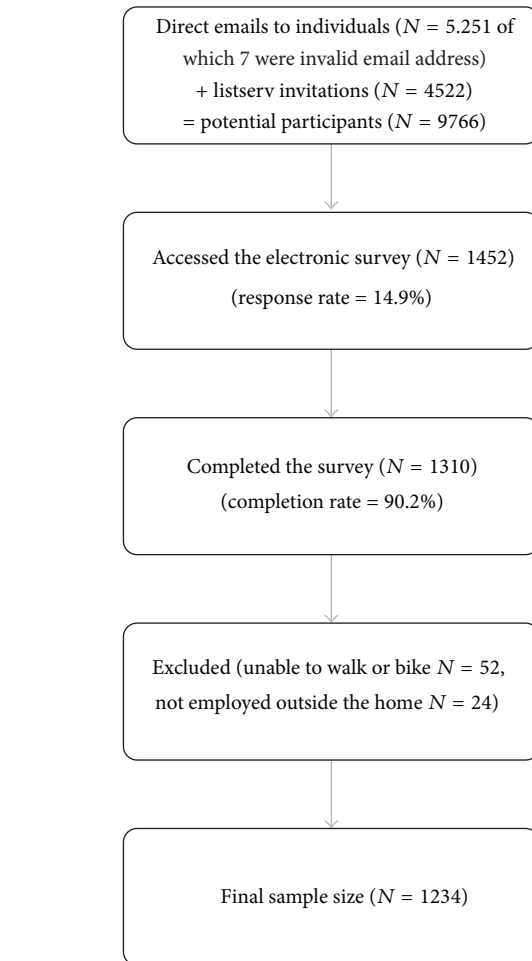 Direct emails to individuals (N = 5.251 of
which 7 were invalid email address)
+ listserv invitations (N = 4522)
= potential participants (N = 9766)
Accessed the electronic survey (N = 1452)
(response rate = 14.9%)
Completed the survey (N = 1310)
(completion rate = 90.2%)
Excluded (unable to walk or bike N = 52,
not employed outside the home N = 24)
Final sample size (N = 1234)